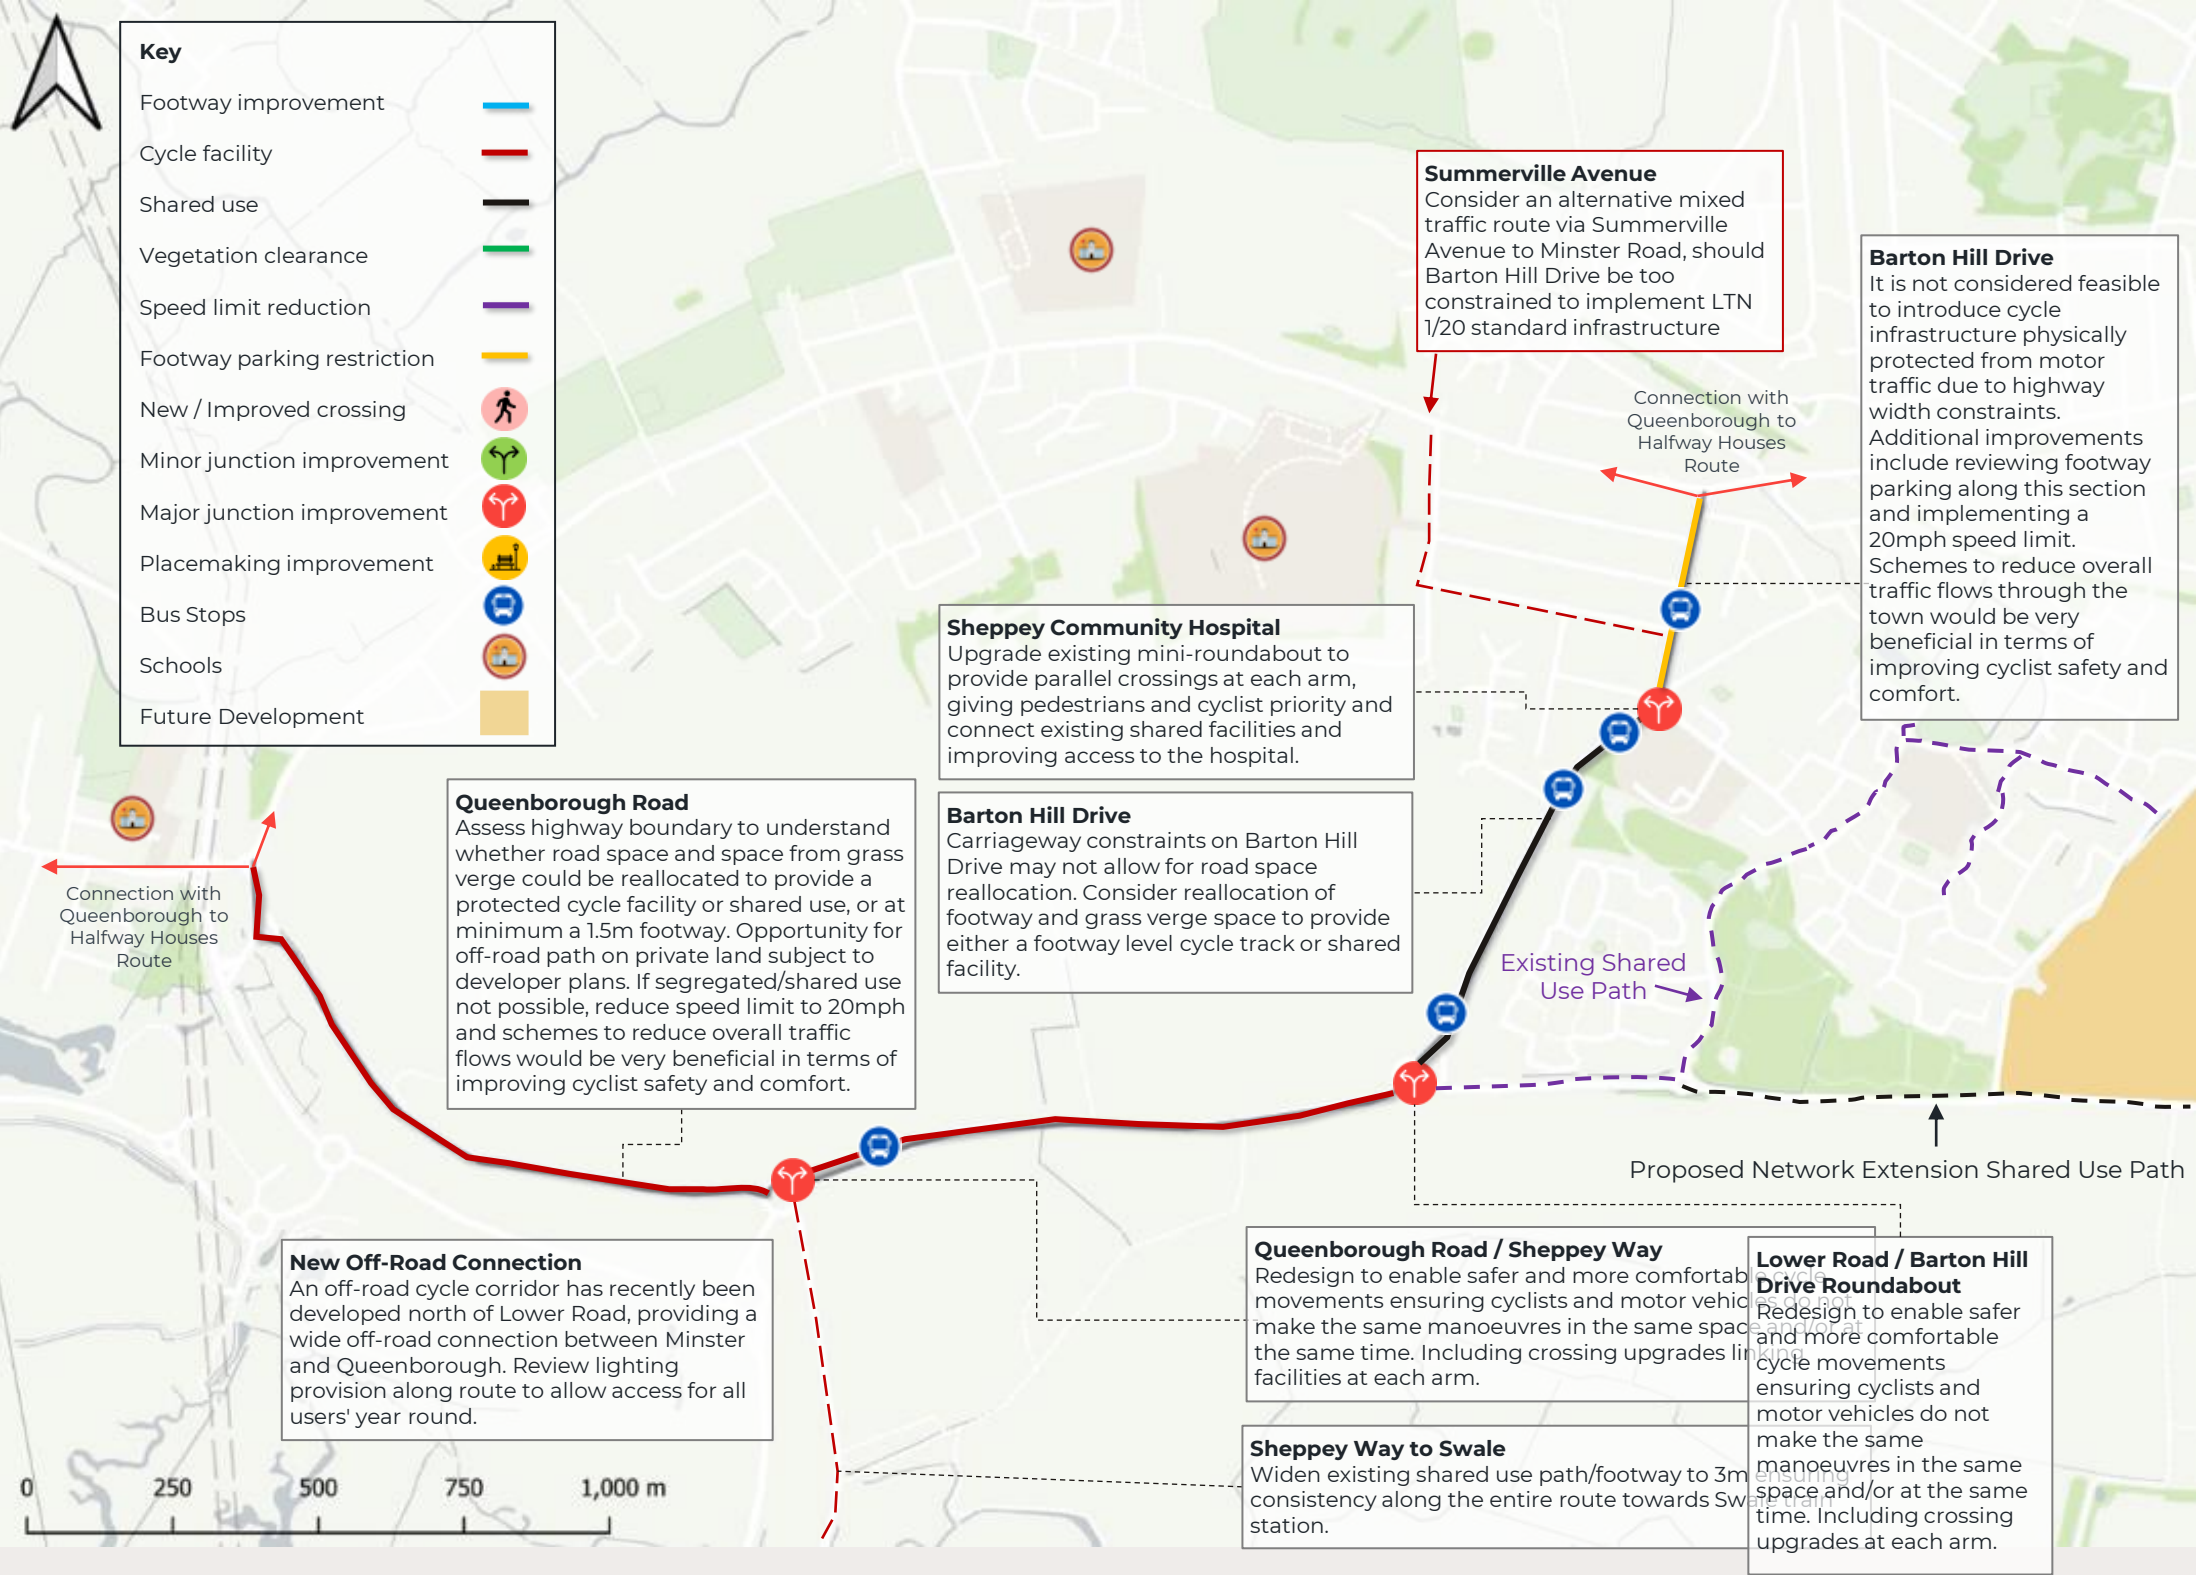 Key
Footway improvement
Cycle facility
Shared use
Vegetation clearance
Speed limit reduction
Footway parking restriction
New / Improved crossing
Minor junction improvement
Major junction improvement
Placemaking improvement
Bus Stops
Schools
Future Development
Summerville Avenue
Consider an alternative mixed
traffic route via Summerville
Avenue to Minster Road, should
Barton Hill Drive be too
constrained to implement LTN
1/20 standard infrastructure
Barton Hill Drive
It is not considered feasible
to introduce cycle
infrastructure physically
protected from motor
traffic due to highway
width constraints.
Additional improvements
include reviewing footway
parking along this section
and implementing a
20mph speed limit.
Schemes to reduce overall
traffic flows through the
town would be very
beneficial in terms of
improving cyclist safety and
comfort.
Connection with
Queenborough to
Halfway Houses
Route
Sheppey Community Hospital
Upgrade existing mini-roundabout to
provide parallel crossings at each arm,
giving pedestrians and cyclist priority and
connect existing shared facilities and
improving access to the hospital.
Barton Hill Drive
Carriageway constraints on Barton Hill
Drive may not allow for road space
reallocation. Consider reallocation of
footway and grass verge space to provide
either a footway level cycle track or shared
facility.
Queenborough Road
Assess highway boundary to understand
whether road space and space from grass
verge could be reallocated to provide a
protected cycle facility or shared use, or at
minimum a 1.5m footway. Opportunity for
off-road path on private land subject to
developer plans. If segregated/shared use
not possible, reduce speed limit to 20mph
and schemes to reduce overall traffic
flows would be very beneficial in terms of
improving cyclist safety and comfort.
Connection with
Queenborough to
Halfway Houses
Route
Existing Shared
Use Path
Proposed Network Extension Shared Use Path
New Off-Road Connection
An off-road cycle corridor has recently been
developed north of Lower Road, providing a
wide off-road connection between Minster
and Queenborough. Review lighting
provision along route to allow access for all
users' year round.
Queenborough Road / Sheppey Way
Redesign to enable safer and more comfortable cycle
movements ensuring cyclists and motor vehicles do not
make the same manoeuvres in the same space and/or at
the same time. Including crossing upgrades linking
facilities at each arm.
Lower Road / Barton Hill
Drive Roundabout
Redesign to enable safer
and more comfortable
cycle movements
ensuring cyclists and
motor vehicles do not
make the same
manoeuvres in the same
space and/or at the same
time. Including crossing
upgrades at each arm.
Sheppey Way to Swale
Widen existing shared use path/footway to 3m ensuring
consistency along the entire route towards Swale train
station.
0 250 500 750 1,000 m